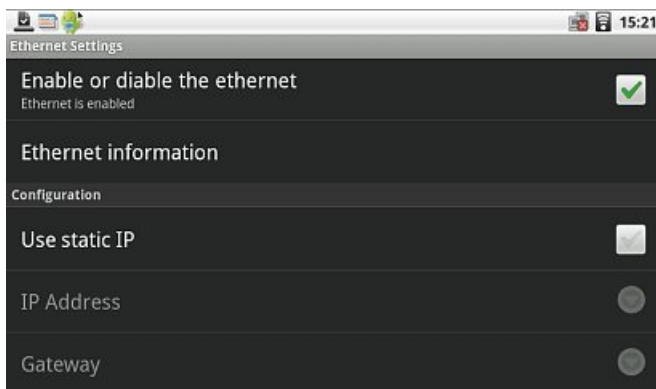 15:21
Ethernet Settings
Enable or diable the ethernet
Ethernet is enabled
Ethernet information
Configuration
Use static IP
IP Address
Gateway